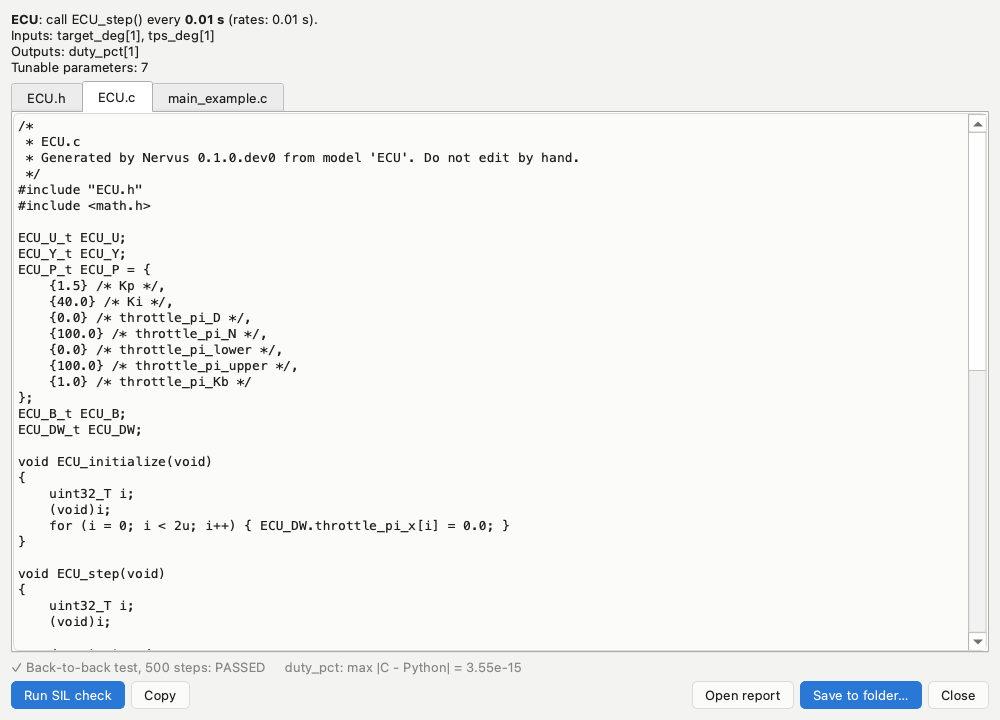 ECU: call ECU_step() every 0.01 s (rates: 0.01 s).
Inputs: target_deg[1], tps_deg[1]
Outputs: duty_pct[1]
Tunable parameters: 7
ECU.h
ECU.c
main_example.c
/*
 * ECU.c
 * Generated by Nervus 0.1.0.dev0 from model 'ECU'. Do not edit by hand.
 */
#include "ECU.h"
#include <math.h>

ECU_U_t ECU_U;
ECU_Y_t ECU_Y;
ECU_P_t ECU_P = {
    {1.5} /* Kp */,
    {40.0} /* Ki */,
    {0.0} /* throttle_pi_D */,
    {100.0} /* throttle_pi_N */,
    {0.0} /* throttle_pi_lower */,
    {100.0} /* throttle_pi_upper */,
    {1.0} /* throttle_pi_Kb */
};
ECU_B_t ECU_B;
ECU_DW_t ECU_DW;

void ECU_initialize(void)
{
    uint32_T i;
    (void)i;
    for (i = 0; i < 2u; i++) { ECU_DW.throttle_pi_x[i] = 0.0; }
}

void ECU_step(void)
{
    uint32_T i;
    (void)i;
✓ Back-to-back test, 500 steps: PASSED duty_pct: max |C - Python| = 3.55e-15
Run SIL check
Copy
Open report
Save to folder...
Close